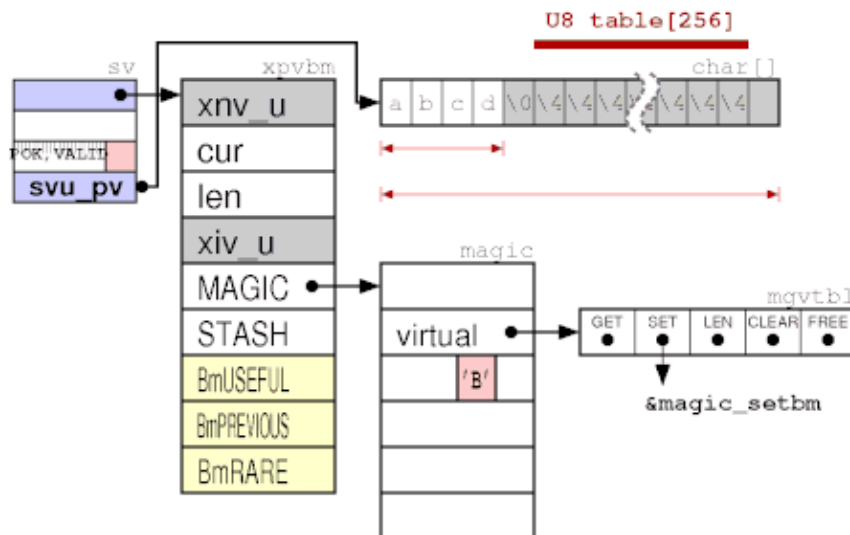 U8 table[256]
sv
xpvbm
char[]
xnv_u
a b c d \0 \4 \4 \4 \4 \4 \4
cur
POK, VALID
svu_pv
len
xiv_u
magic
MAGIC
mgvtbl
GET SET LEN CLEAR FREE
STASH
virtual
BmUSEFUL
'B'
&magic_setbm
BmPREVIOUS
BmRARE